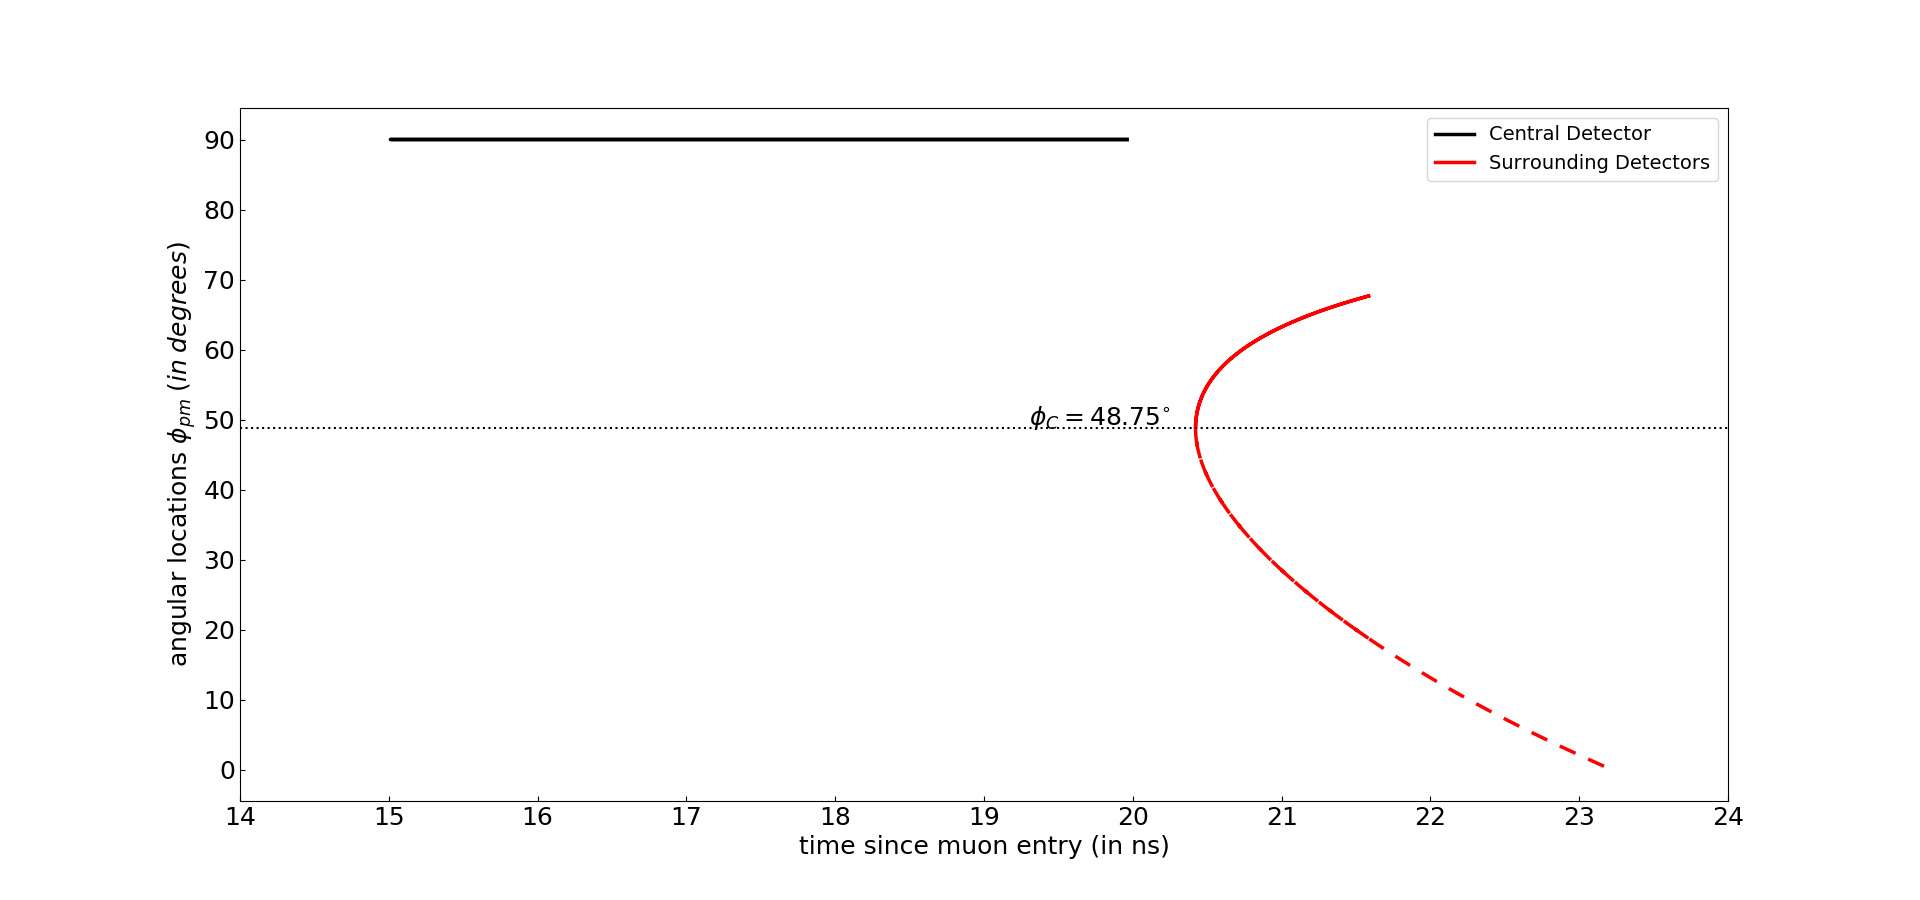 Central Detector
Surrounding Detectors
angular locations ϕ_pm (in degrees)
90
80
70
60
50
40
30
20
10
0
ϕ_C = 48.75°
14 15 16 17 18 19 20 21 22 23 24
time since muon entry (in ns)